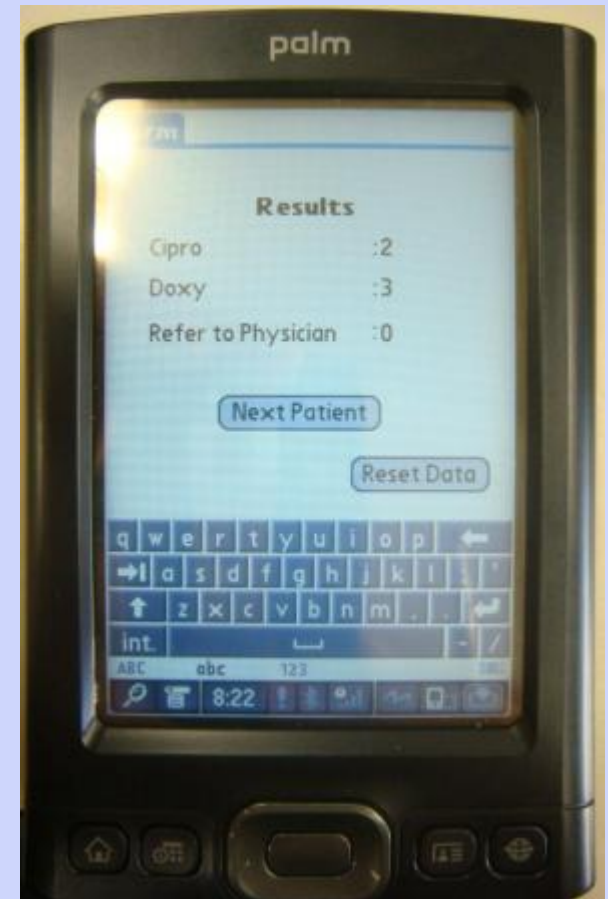 palm
Results
Cipro :2
Doxy :3
Refer to Physician :0
Next Patient
Reset Data
q w e r t y u i o p
a s d f g h j k l ; '
z x c v b n m , .
int. - /
ABC abc 123
8:22